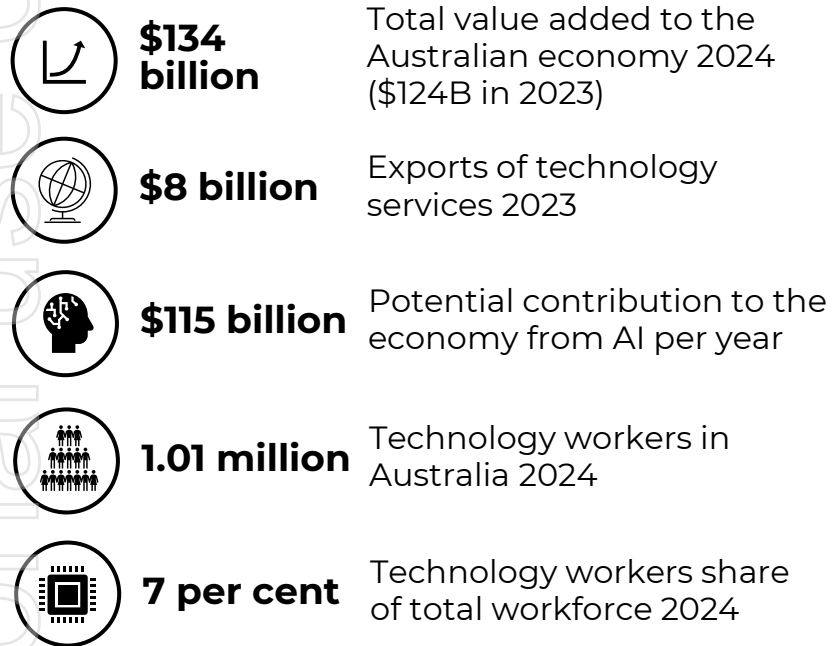 $134
billion
Total value added to the
Australian economy 2024
($124B in 2023)
$8 billion
Exports of technology
services 2023
$115 billion
Potential contribution to the
economy from AI per year
1.01 million
Technology workers in
Australia 2024
7 per cent
Technology workers share
of total workforce 2024